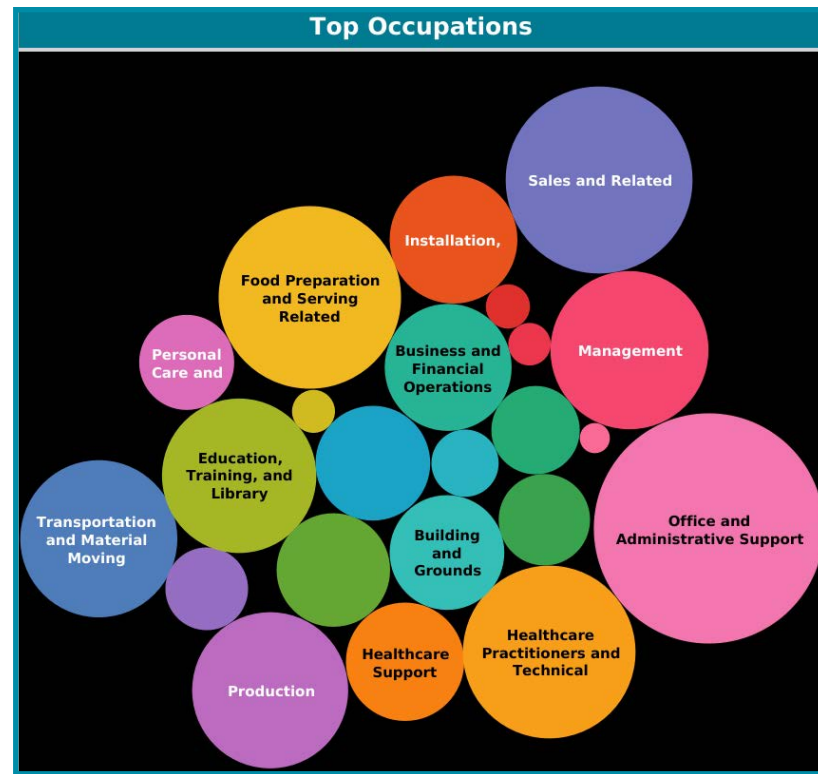 Top Occupations
Sales and Related
Installation,
Food Preparation
and Serving
Related
Business and
Financial
Operations
Management
Personal
Care and
Education,
Training, and
Library
Transportation
and Material
Moving
Building
and
Grounds
Office and
Administrative Support
Healthcare
Support
Healthcare
Practitioners and
Technical
Production